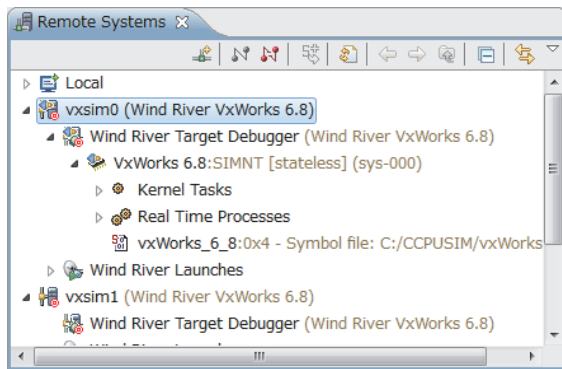 Remote Systems
Local
vxsim0 (Wind River VxWorks 6.8)
Wind River Target Debugger (Wind River VxWorks 6.8)
VxWorks 6.8:SIMNT [stateless] (sys-000)
Kernel Tasks
Real Time Processes
vxWorks_6_8:0x4 - Symbol file: C:/CCPUSIM/vxWorks
Wind River Launches
vxsim1 (Wind River VxWorks 6.8)
Wind River Target Debugger (Wind River VxWorks 6.8)